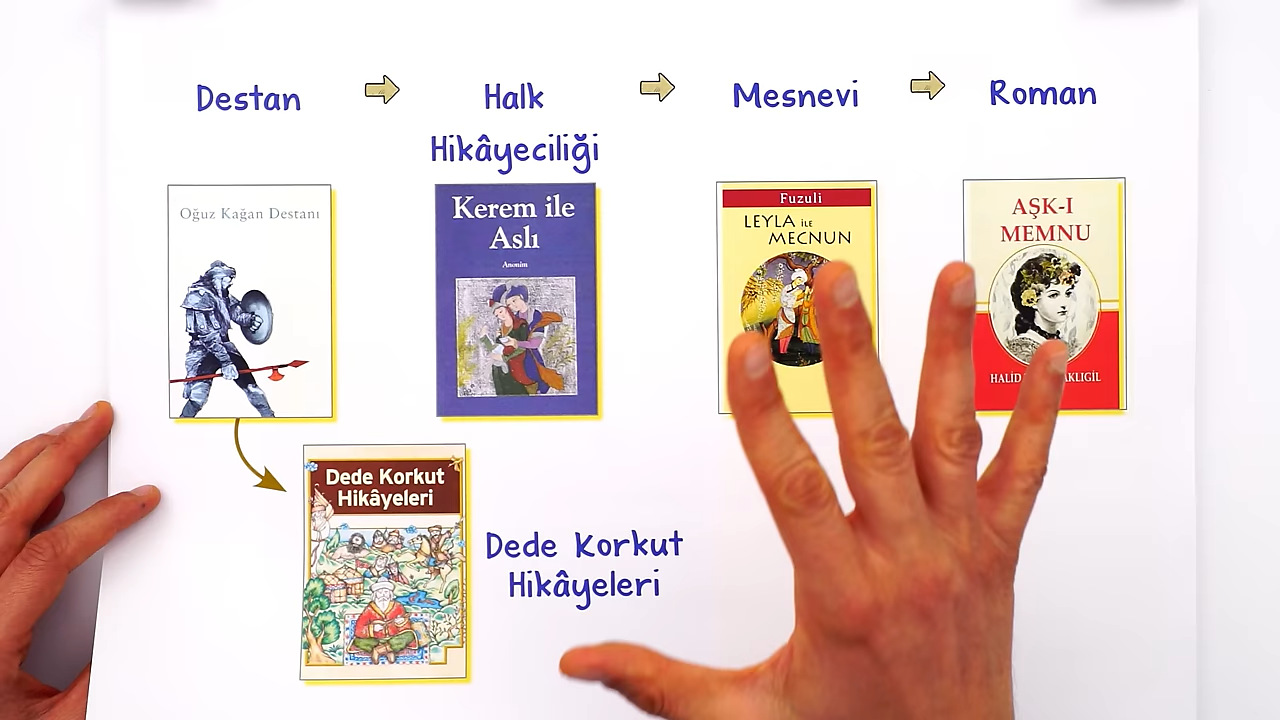 Destan
Halk
Hikâyeciliği
Mesnevi
Roman
Oğuz Kağan Destanı
Kerem ile
Aslı
Anonim
Fuzuli
LEYLA İLE
MECNUN
AŞK-I
MEMNU
HALİD
Dede Korkut
Hikâyeleri
Dede Korkut
Hikâyeleri